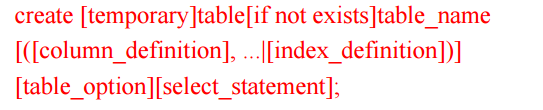 create [temporary]table[if not exists]table_name
[([column_definition], ...|[index_definition])]
[table_option][select_statement];